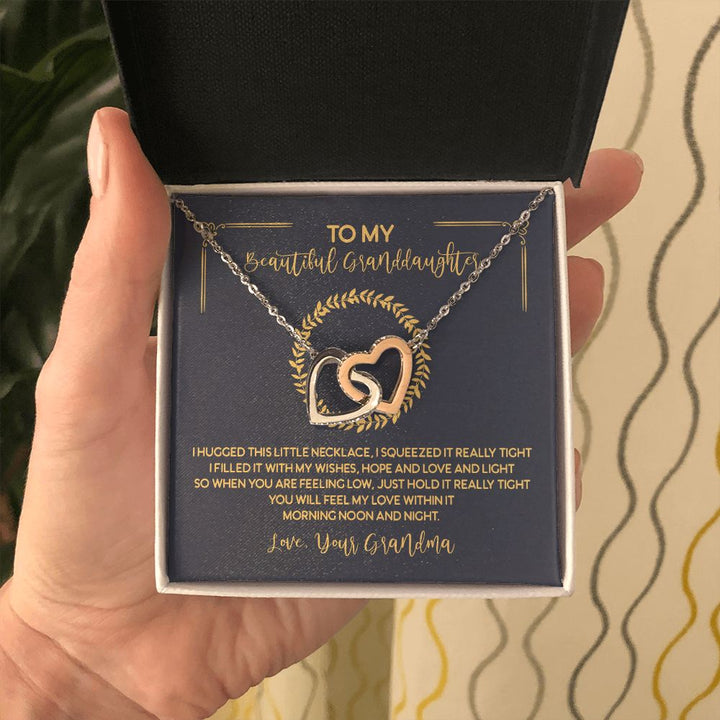 TO MY
Beautiful Granddaughter
I HUGGED THIS LITTLE NECKLACE, I SQUEEZED IT REALLY TIGHT
I FILLED IT WITH MY WISHES, HOPE AND LOVE AND LIGHT
SO WHEN YOU ARE FEELING LOW, JUST HOLD IT REALLY TIGHT
YOU WILL FEEL MY LOVE WITHIN IT
MORNING NOON AND NIGHT.
Love, Your Grandma